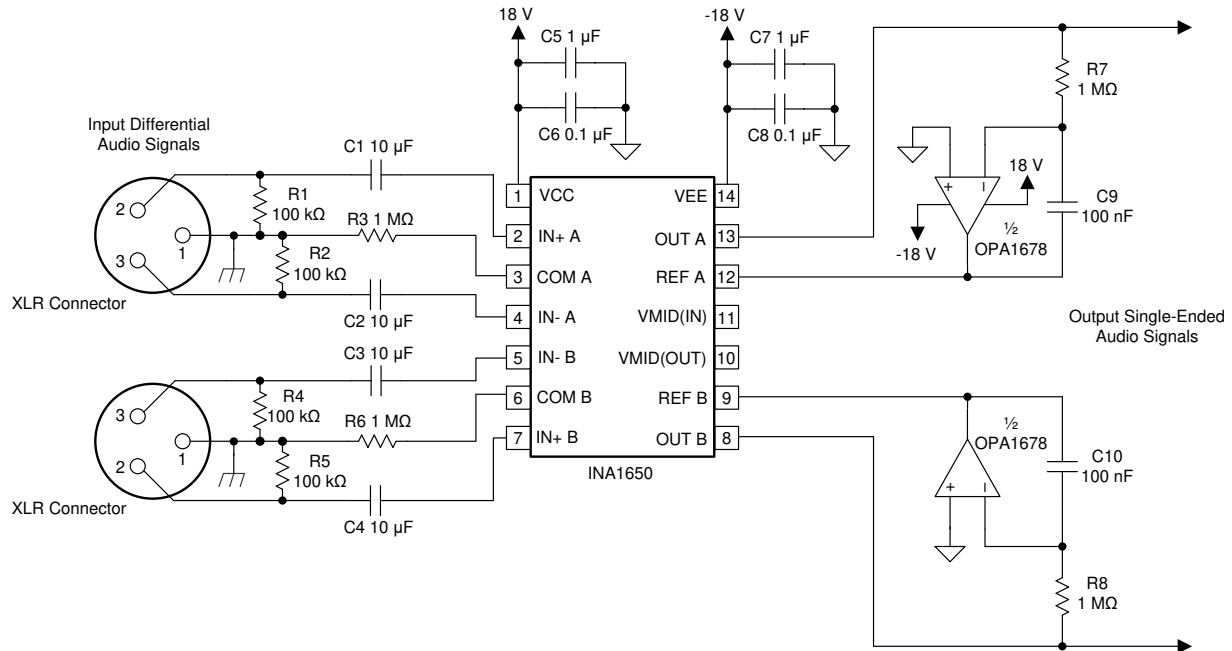 18 V
C5 1 µF
C6 0.1 µF
-18 V
C7 1 µF
C8 0.1 µF
R7
1 MΩ
Input Differential
Audio Signals
C1 10 µF
2
R1
100 kΩ
R3 1 MΩ
1
R2
100 kΩ
3
XLR Connector
C2 10 µF
C3 10 µF
3
R4
100 kΩ
R6 1 MΩ
1
2
R5
100 kΩ
XLR Connector
C4 10 µF
1 VCC
2 IN+ A
3 COM A
4 IN- A
5 IN- B
6 COM B
7 IN+ B
VEE 14
OUT A 13
REF A 12
VMID(IN) 11
VMID(OUT) 10
REF B 9
OUT B 8
INA1650
+ –
18 V
-18 V
½
OPA1678
C9
100 nF
Output Single-Ended
Audio Signals
½
OPA1678
+ –
C10
100 nF
R8
1 MΩ